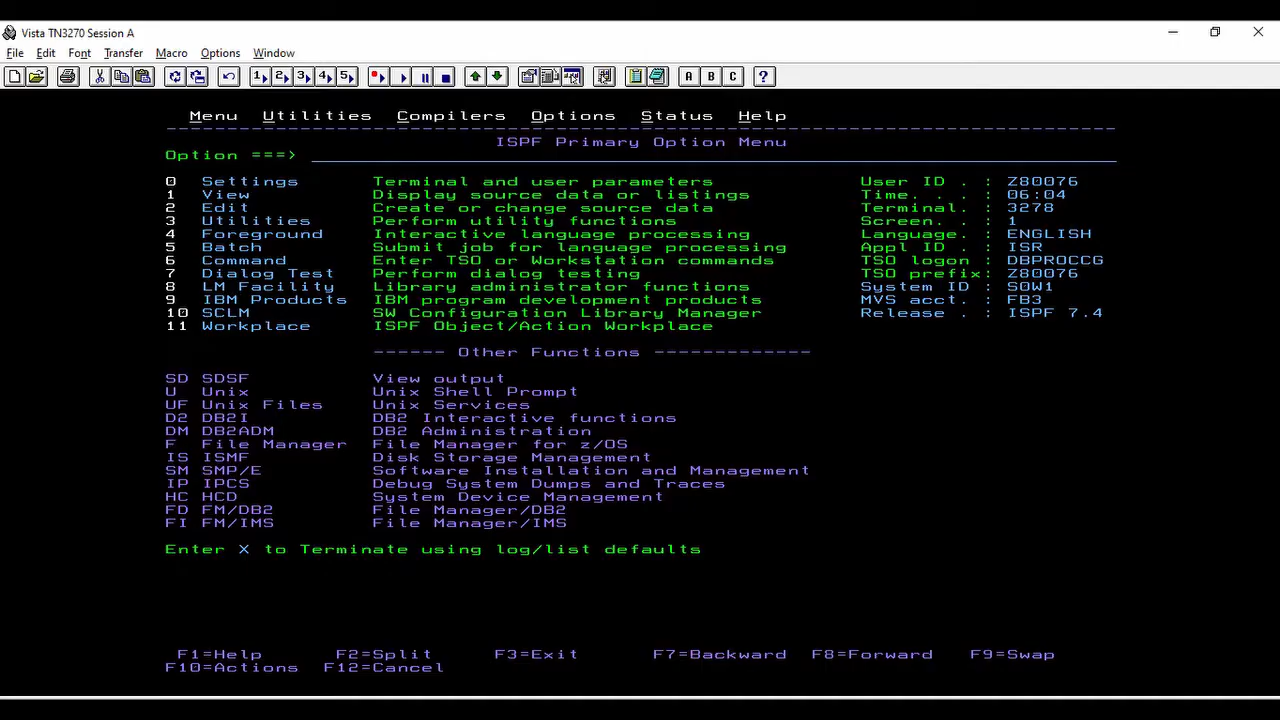 Vista TN3270 Session A
File Edit Font Transfer Macro Options Window
1 2 3 4 5 A B C ?
Menu Utilities Compilers Options Status Help
ISPF Primary Option Menu
Option ===>
0 Settings Terminal and user parameters User ID . : Z80076
1 View Display source data or listings Time. . . : 06:04
2 Edit Create or change source data Terminal. : 3278
3 Utilities Perform utility functions Screen. . : 1
4 Foreground Interactive language processing Language. : ENGLISH
5 Batch Submit job for language processing Appl ID . : ISR
6 Command Enter TSO or Workstation commands TSO logon : DBPROCCG
7 Dialog Test Perform dialog testing TSO prefix: Z80076
8 LM Facility Library administrator functions System ID : S0W1
9 IBM Products IBM program development products MVS acct. : FB3
10 SCLM SW Configuration Library Manager Release . : ISPF 7.4
11 Workplace ISPF Object/Action Workplace
------ Other Functions -------------
SD SDSF View output
U Unix Unix Shell Prompt
UF Unix Files Unix Services
D2 DB2I DB2 Interactive functions
DM DB2ADM DB2 Administration
F File Manager File Manager for z/OS
IS ISMF Disk Storage Management
SM SMP/E Software Installation and Management
IP IPCS Debug System Dumps and Traces
HC HCD System Device Management
FD FM/DB2 File Manager/DB2
FI FM/IMS File Manager/IMS
Enter X to Terminate using log/list defaults
F1=Help F2=Split F3=Exit F7=Backward F8=Forward F9=Swap
F10=Actions F12=Cancel